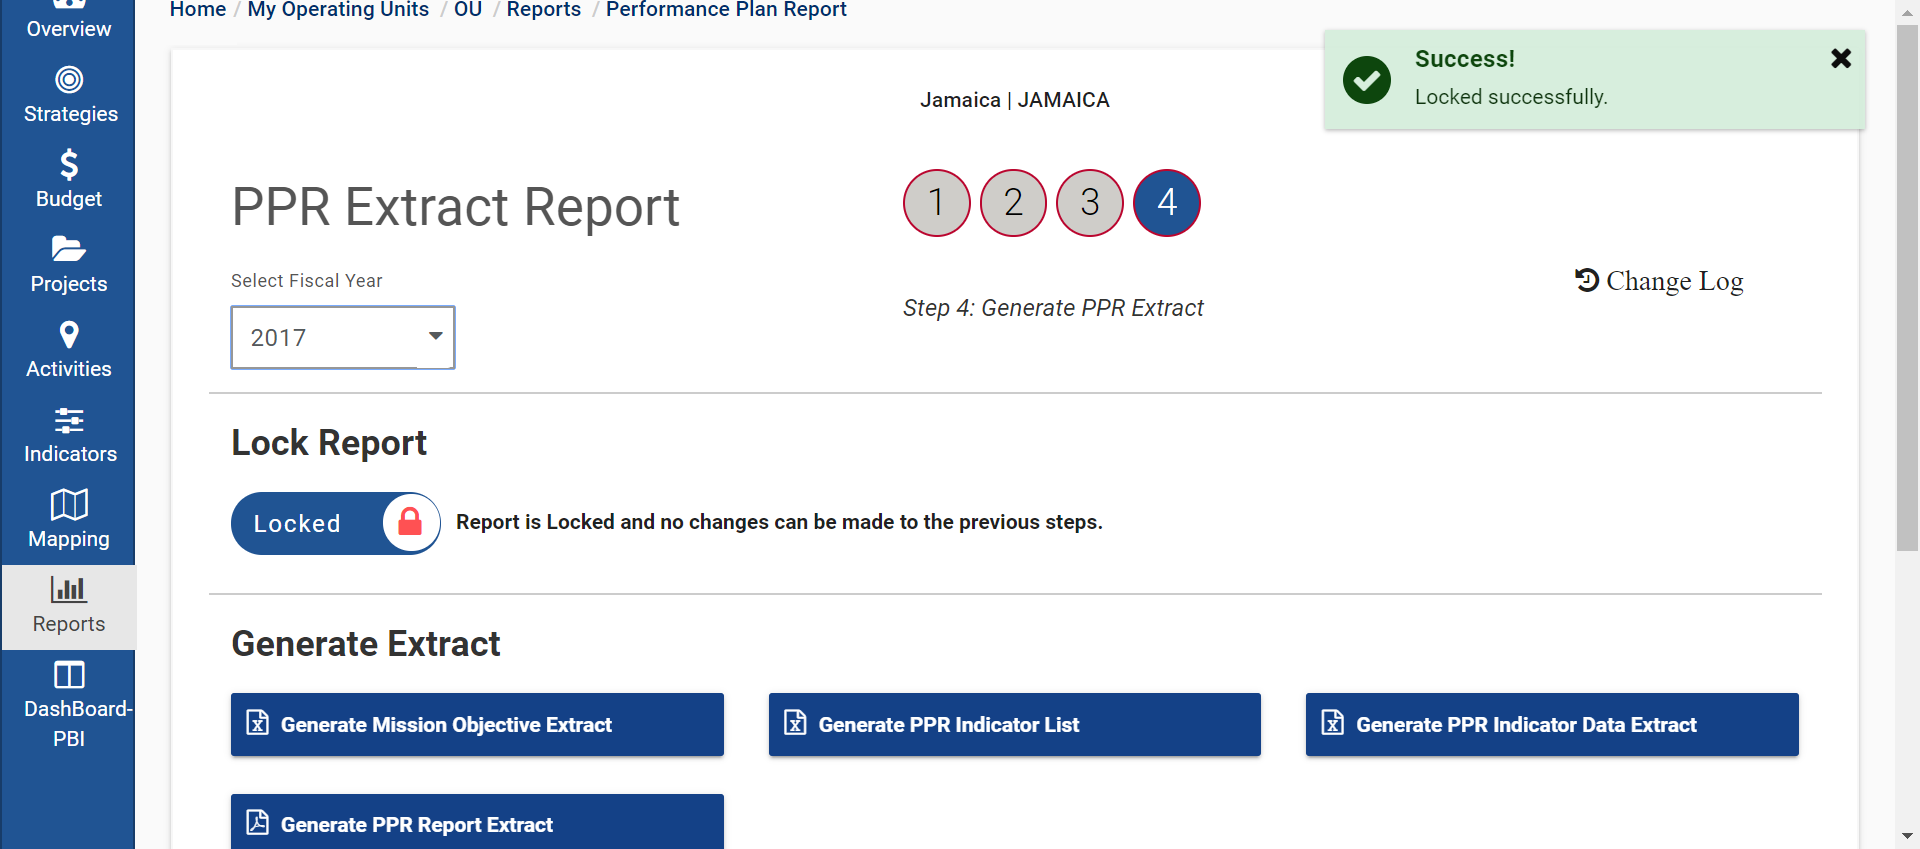 Home / My Operating Units / OU / Reports / Performance Plan Report
Overview
Strategies
Budget
Projects
Activities
Indicators
Mapping
Reports
DashBoard-
PBI
Success!
Locked successfully.
Jamaica | JAMAICA
PPR Extract Report
1 2 3 4
Select Fiscal Year
2017
Step 4: Generate PPR Extract
Change Log
Lock Report
Locked
Report is Locked and no changes can be made to the previous steps.
Generate Extract
Generate Mission Objective Extract
Generate PPR Indicator List
Generate PPR Indicator Data Extract
Generate PPR Report Extract